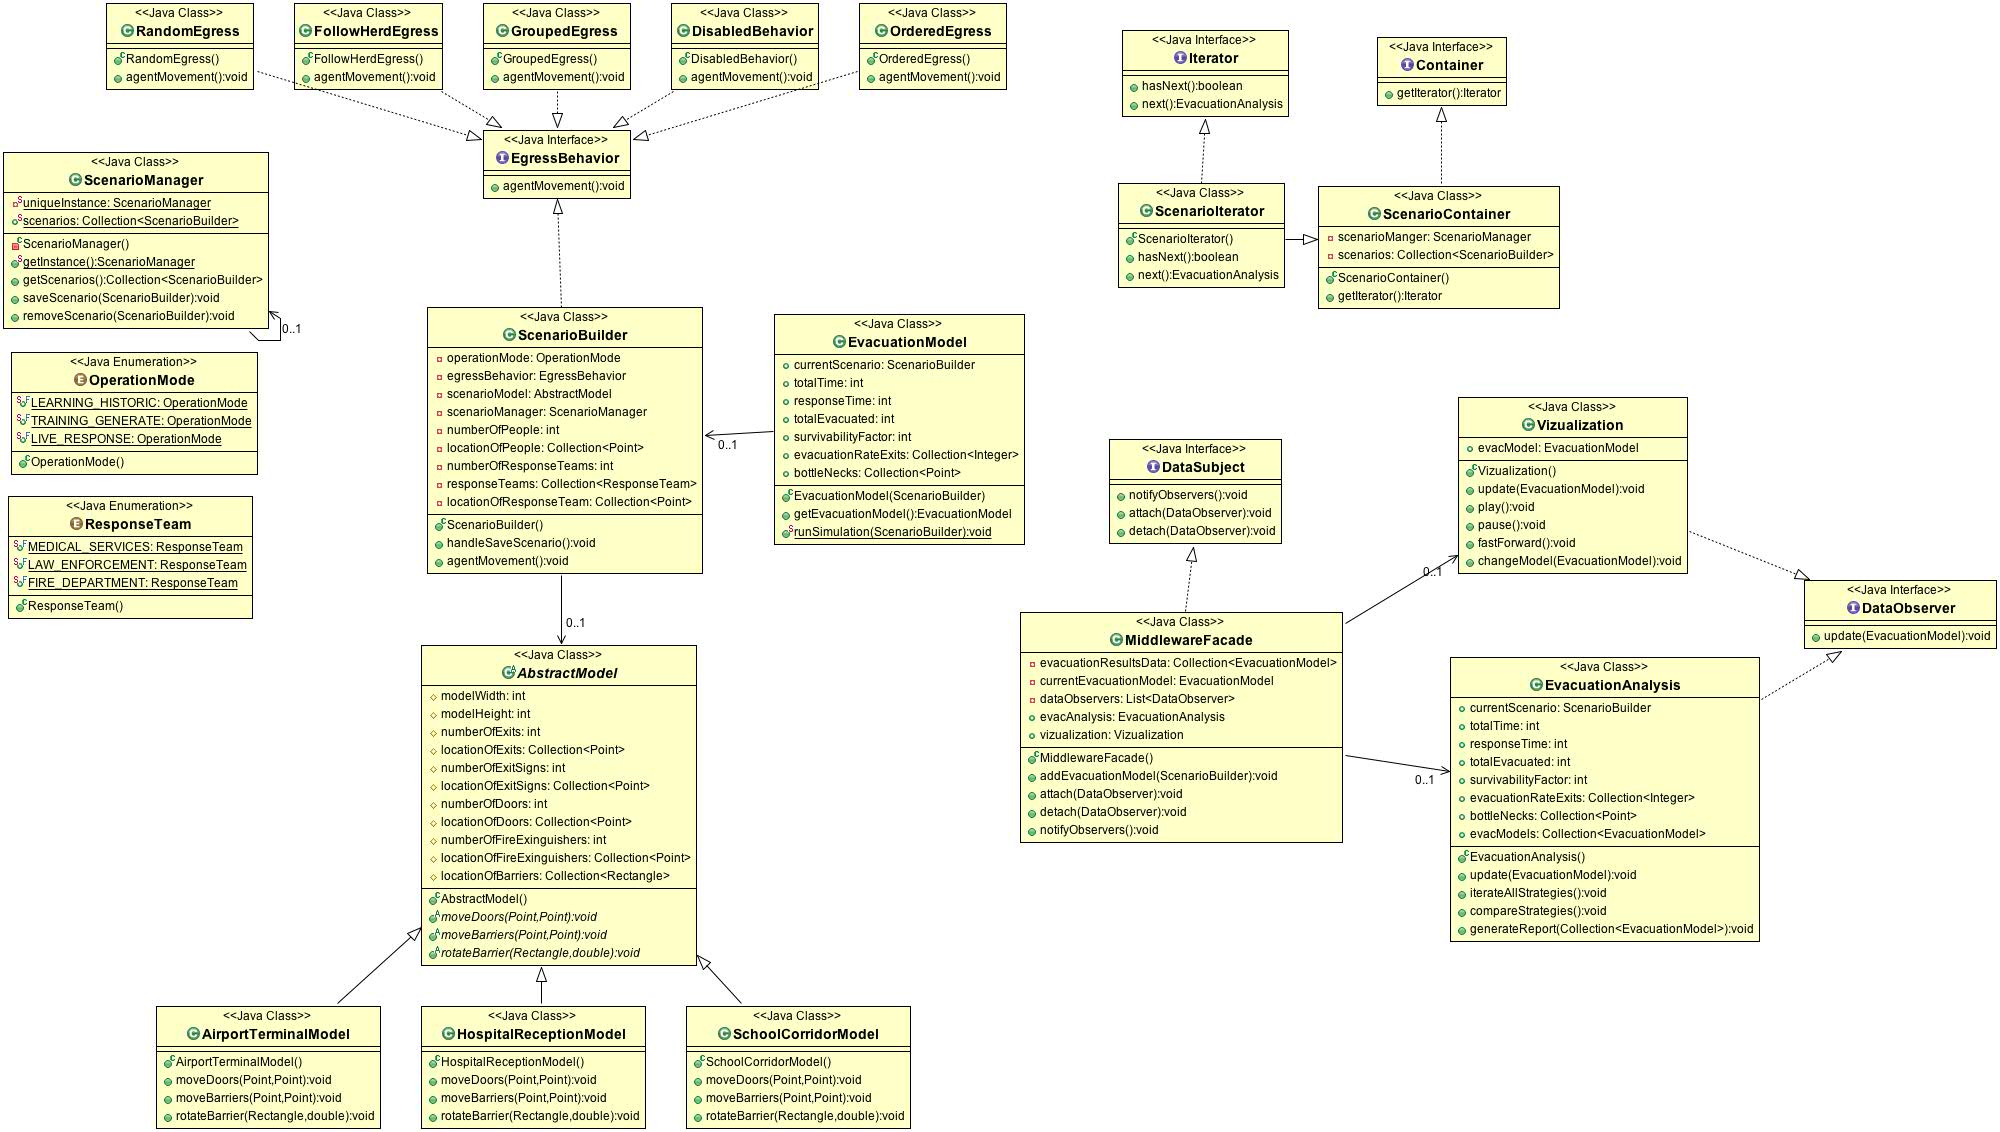 <<Java Class>>
RandomEgress
RandomEgress()
agentMovement():void
<<Java Class>>
FollowHerdEgress
FollowHerdEgress()
agentMovement():void
<<Java Class>>
GroupedEgress
GroupedEgress()
agentMovement():void
<<Java Class>>
DisabledBehavior
DisabledBehavior()
agentMovement():void
<<Java Class>>
OrderedEgress
OrderedEgress()
agentMovement():void
<<Java Interface>>
Iterator
hasNext():boolean
next():EvacuationAnalysis
<<Java Interface>>
Container
getIterator():Iterator
<<Java Interface>>
EgressBehavior
agentMovement():void
<<Java Class>>
ScenarioManager
uniqueInstance: ScenarioManager
scenarios: Collection<ScenarioBuilder>
ScenarioManager()
getInstance():ScenarioManager
getScenarios():Collection<ScenarioBuilder>
saveScenario(ScenarioBuilder):void
removeScenario(ScenarioBuilder):void
0..1
<<Java Class>>
ScenarioIterator
ScenarioIterator()
hasNext():boolean
next():EvacuationAnalysis
<<Java Class>>
ScenarioContainer
scenarioManger: ScenarioManager
scenarios: Collection<ScenarioBuilder>
ScenarioContainer()
getIterator():Iterator
<<Java Enumeration>>
OperationMode
LEARNING_HISTORIC: OperationMode
TRAINING_GENERATE: OperationMode
LIVE_RESPONSE: OperationMode
OperationMode()
<<Java Class>>
ScenarioBuilder
operationMode: OperationMode
egressBehavior: EgressBehavior
scenarioModel: AbstractModel
scenarioManager: ScenarioManager
numberOfPeople: int
locationOfPeople: Collection<Point>
numberOfResponseTeams: int
responseTeams: Collection<ResponseTeam>
locationOfResponseTeam: Collection<Point>
ScenarioBuilder()
handleSaveScenario():void
agentMovement():void
0..1
<<Java Class>>
EvacuationModel
currentScenario: ScenarioBuilder
totalTime: int
responseTime: int
totalEvacuated: int
survivabilityFactor: int
evacuationRateExits: Collection<Integer>
bottleNecks: Collection<Point>
EvacuationModel(ScenarioBuilder)
getEvacuationModel():EvacuationModel
runSimulation(ScenarioBuilder):void
<<Java Enumeration>>
ResponseTeam
MEDICAL_SERVICES: ResponseTeam
LAW_ENFORCEMENT: ResponseTeam
FIRE_DEPARTMENT: ResponseTeam
ResponseTeam()
<<Java Interface>>
DataSubject
notifyObservers():void
attach(DataObserver):void
detach(DataObserver):void
<<Java Class>>
Vizualization
evacModel: EvacuationModel
Vizualization()
update(EvacuationModel):void
play():void
pause():void
fastForward():void
changeModel(EvacuationModel):void
0..1
<<Java Interface>>
DataObserver
update(EvacuationModel):void
0..1
<<Java Class>>
AbstractModel
modelWidth: int
modelHeight: int
numberOfExits: int
locationOfExits: Collection<Point>
numberOfExitSigns: int
locationOfExitSigns: Collection<Point>
numberOfDoors: int
locationOfDoors: Collection<Point>
numberOfFireExinguishers: int
locationOfFireExinguishers: Collection<Point>
locationOfBarriers: Collection<Rectangle>
AbstractModel()
moveDoors(Point,Point):void
moveBarriers(Point,Point):void
rotateBarrier(Rectangle,double):void
<<Java Class>>
MiddlewareFacade
evacuationResultsData: Collection<EvacuationModel>
currentEvacuationModel: EvacuationModel
dataObservers: List<DataObserver>
evacAnalysis: EvacuationAnalysis
vizualization: Vizualization
MiddlewareFacade()
addEvacuationModel(ScenarioBuilder):void
attach(DataObserver):void
detach(DataObserver):void
notifyObservers():void
0..1
<<Java Class>>
EvacuationAnalysis
currentScenario: ScenarioBuilder
totalTime: int
responseTime: int
totalEvacuated: int
survivabilityFactor: int
evacuationRateExits: Collection<Integer>
bottleNecks: Collection<Point>
evacModels: Collection<EvacuationModel>
EvacuationAnalysis()
update(EvacuationModel):void
iterateAllStrategies():void
compareStrategies():void
generateReport(Collection<EvacuationModel>):void
<<Java Class>>
AirportTerminalModel
AirportTerminalModel()
moveDoors(Point,Point):void
moveBarriers(Point,Point):void
rotateBarrier(Rectangle,double):void
<<Java Class>>
HospitalReceptionModel
HospitalReceptionModel()
moveDoors(Point,Point):void
moveBarriers(Point,Point):void
rotateBarrier(Rectangle,double):void
<<Java Class>>
SchoolCorridorModel
SchoolCorridorModel()
moveDoors(Point,Point):void
moveBarriers(Point,Point):void
rotateBarrier(Rectangle,double):void